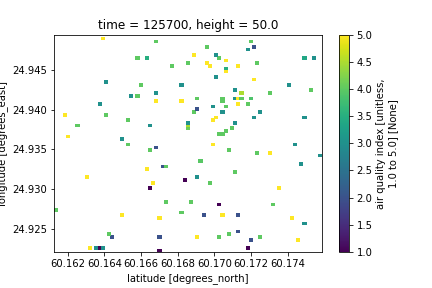 time = 125700, height = 50.0
24.945
24.940
24.935
24.930
24.925
longitude [degrees_east]
60.162 60.164 60.166 60.168 60.170 60.172 60.174
latitude [degrees_north]
5.0
4.5
4.0
3.5
3.0
2.5
2.0
1.5
1.0
air quality index [unitless,
1.0 to 5.0] [None]